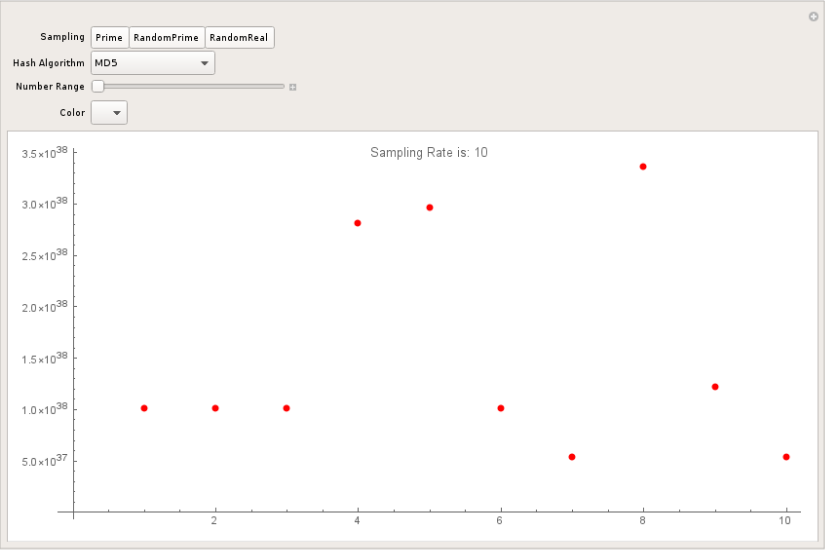 Sampling Prime RandomPrime RandomReal
Hash Algorithm MD5
Number Range
Color
Sampling Rate is: 10
3.5×10^38
3.0×10^38
2.5×10^38
2.0×10^38
1.5×10^38
1.0×10^38
5.0×10^37
2 4 6 8 10